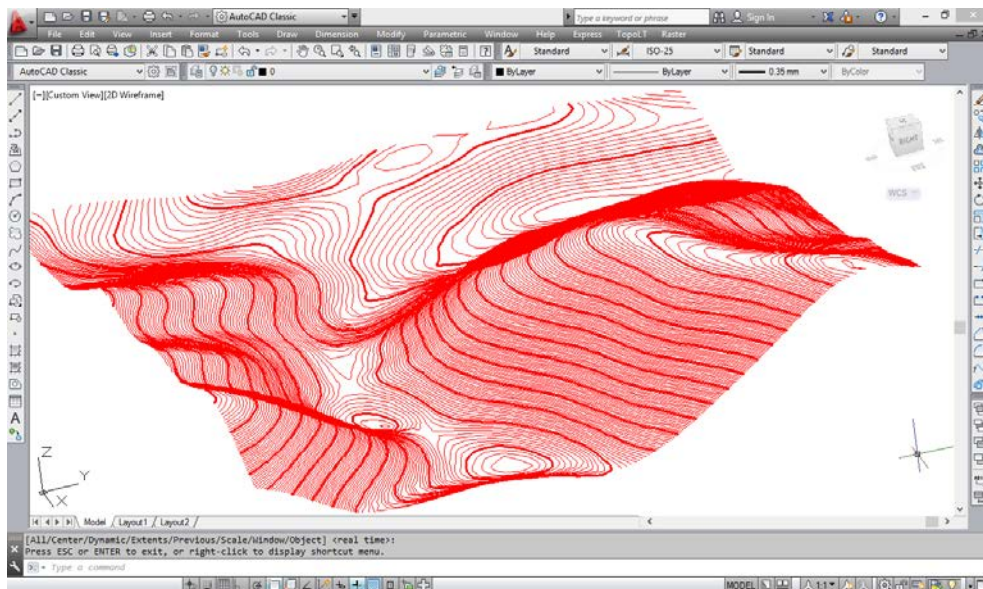 AutoCAD Classic Type a keyword or phrase Sign In
File Edit View Insert Format Tools Draw Dimension Modify Parametric Window Help Express TopoLT Raster
Standard ISO-25 Standard Standard
AutoCAD Classic 0 ByLayer ByLayer 0.35 mm ByColor
[–][Custom View][2D Wireframe]
RIGHT
WCS
Z
Y
X
Model Layout1 Layout2
[All/Center/Dynamic/Extents/Previous/Scale/Window/Object] <real time>:
Press ESC or ENTER to exit, or right-click to display shortcut menu.
Type a command
MODEL 1:1